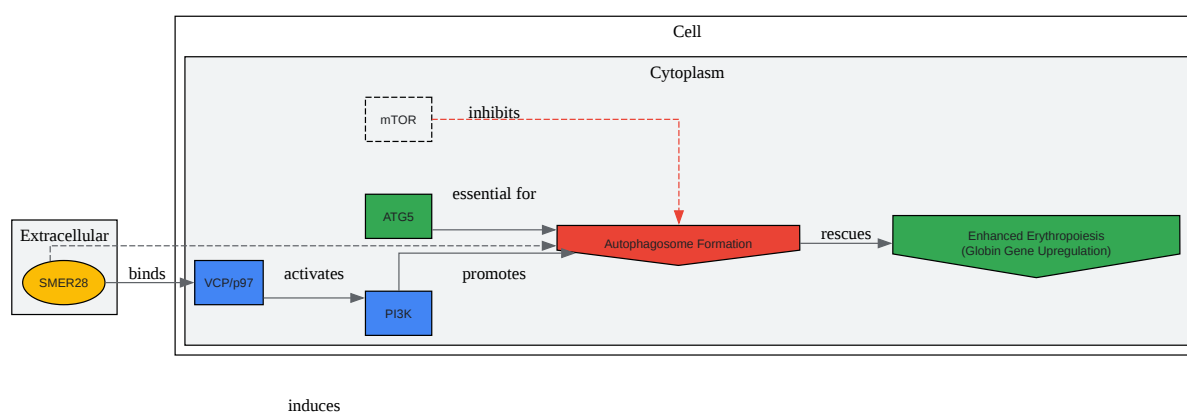 Cell
Cytoplasm
mTOR
inhibits
ATG5
essential for
Extracellular
SMER28
binds
VCP/p97
activates
PI3K
promotes
Autophagosome Formation
rescues
Enhanced Erythropoiesis
(Globin Gene Upregulation)
induces